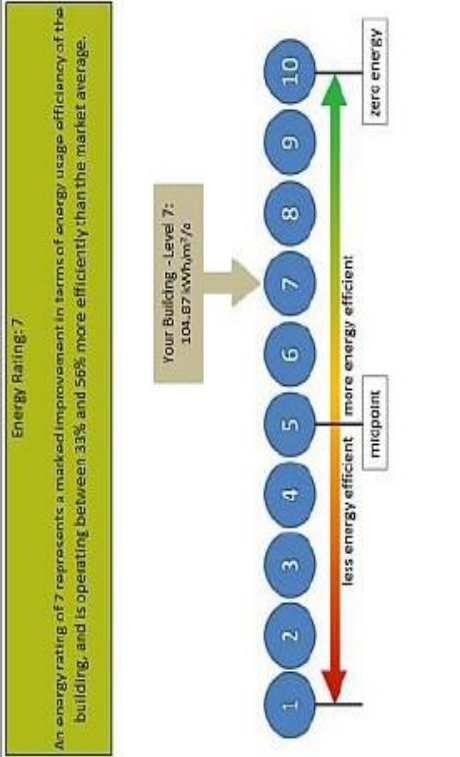 Energy Rating: 7
An energy rating of 7 represents a marked improvement in terms of energy usage efficiency of the
building, and is operating between 33% and 56% more efficiently than the market average.
Your Building - Level 7:
104.87 kWh/m²/a
1 2 3 4 5 6 7 8 9 10
less energy efficient more energy efficient
midpoint
zero energy